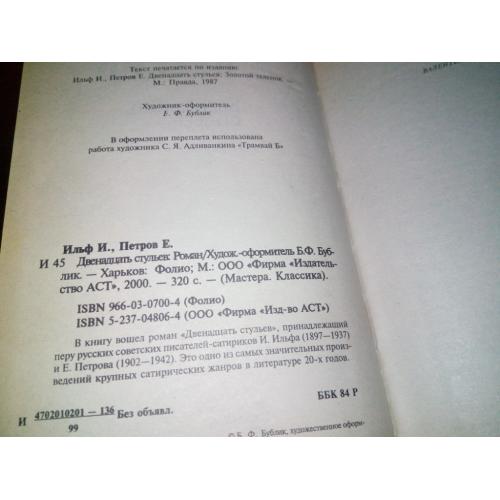 Текст печатается по изданию:
Ильф И., Петров Е. Двенадцать стульев; Золотой теленок.
М.: Правда, 1987
ВАЛЕНТ
Художник-оформитель
Б. Ф. Бублик
В оформлении переплета использована
работа художника С. Я. Адливанкина «Трамвай Б»
Ильф И., Петров Е.
И 45 Двенадцать стульев: Роман/Худож.-оформитель Б.Ф. Буб-
лик. — Харьков: Фолио; М.: ООО «Фирма «Издатель-
ство АСТ», 2000. — 320 с. — (Мастера. Классика).
ISBN 966-03-0700-4 (Фолио)
ISBN 5-237-04806-4 (ООО «Фирма «Изд-во АСТ»)
В книгу вошел роман «Двенадцать стульев», принадлежащий
перу русских советских писателей-сатириков И. Ильфа (1897—1937)
и Е. Петрова (1902—1942). Это одно из самых значительных произ-
ведений крупных сатирических жанров в литературе 20-х годов.
И 4702010201 — 136 Без объявл.
99
ББК 84 Р
© Б. Ф. Бублик, художественное оформ-